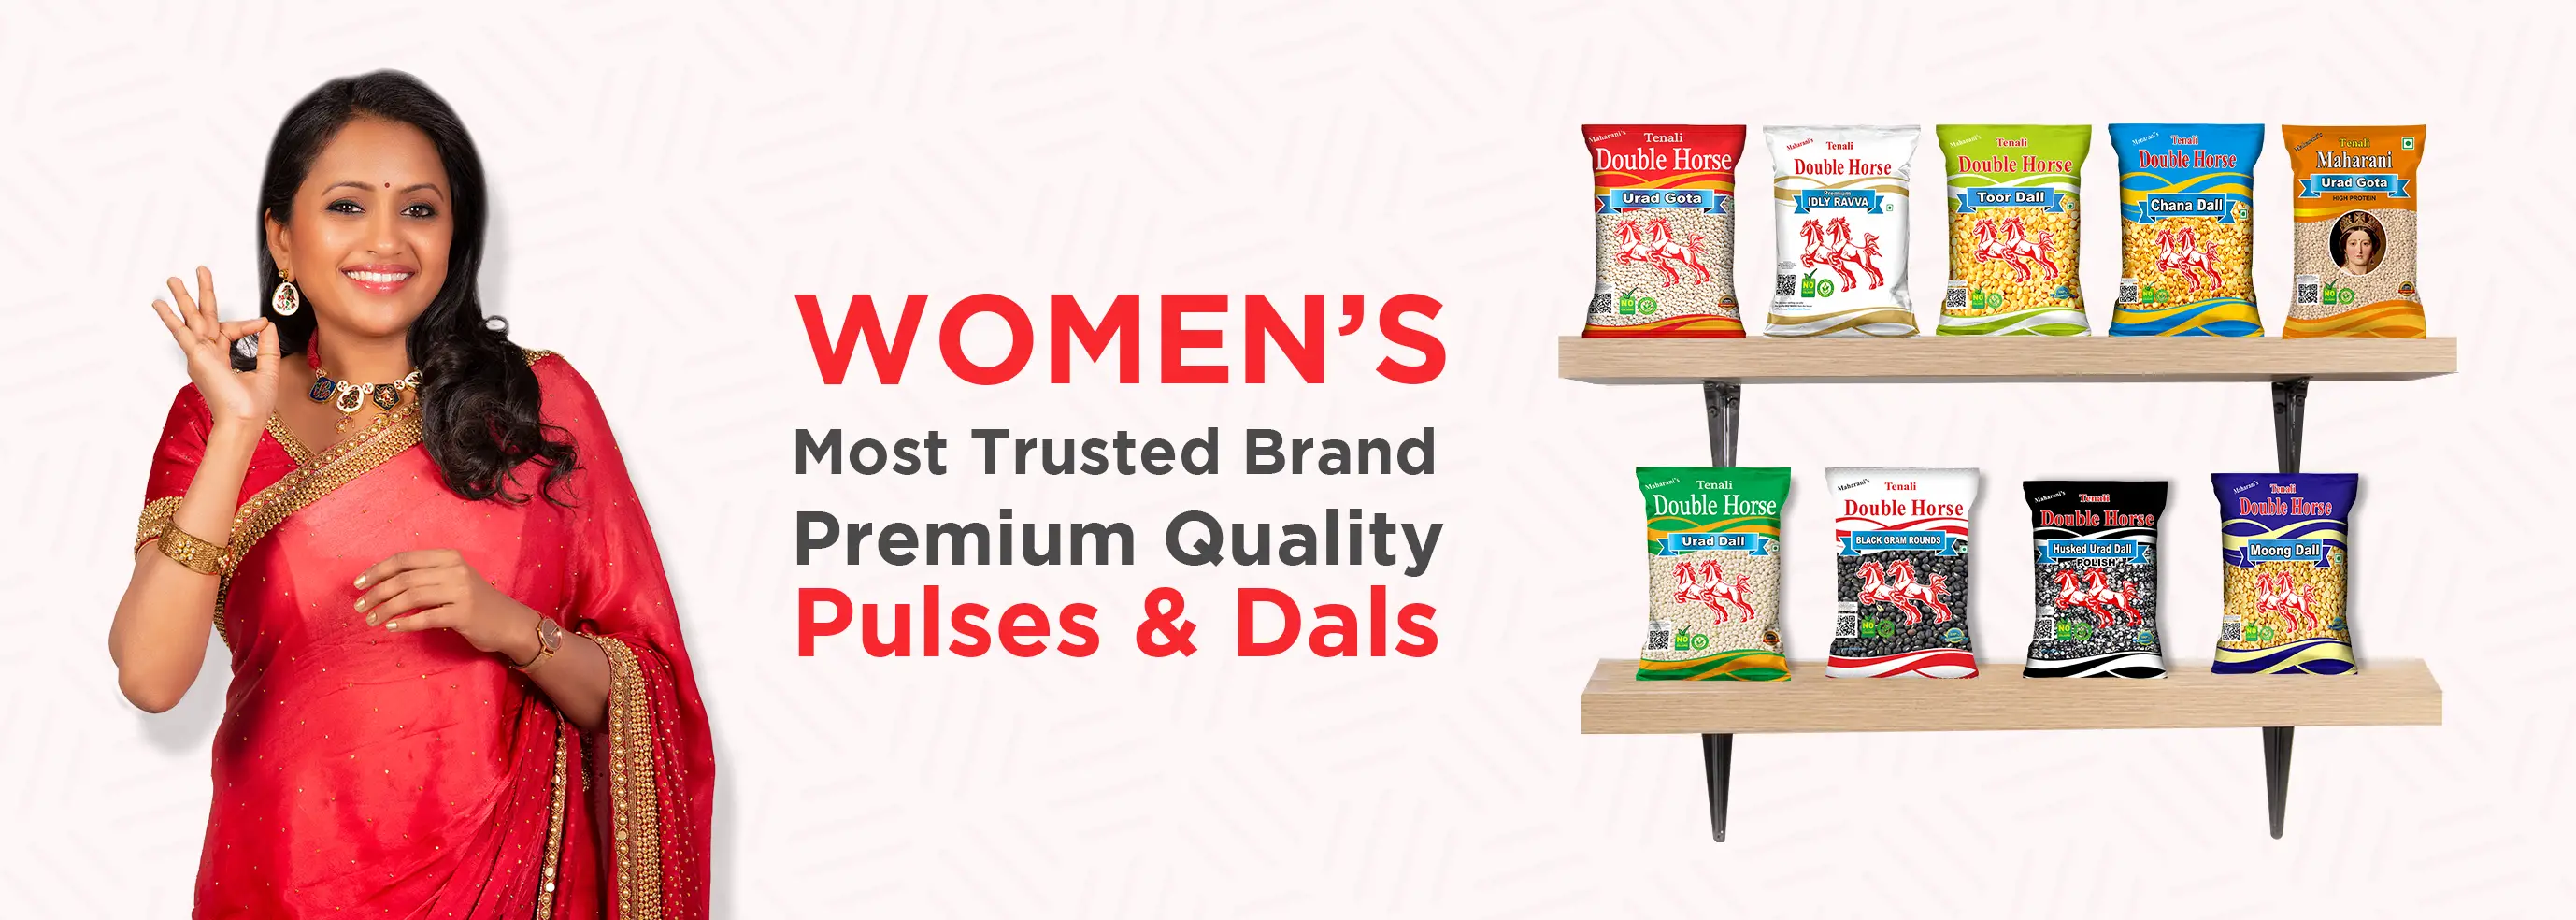 WOMEN'S
Most Trusted Brand
Premium Quality
Pulses & Dals
Maharani's
Tenali
Double Horse
Urad Gota
Maharani's
Tenali
Double Horse
Premium
IDLY RAVVA
Maharani's
Tenali
Double Horse
Toor Dall
Maharani's
Tenali
Double Horse
Chana Dall
Tenali
Maharani
Urad Gota
HIGH PROTEIN
Maharani's
Tenali
Double Horse
Urad Dall
Maharani's
Tenali
Double Horse
BLACK GRAM ROUNDS
Maharani's
Tenali
Double Horse
Husked Urad Dall
"POLISH"
Maharani's
Tenali
Double Horse
Moong Dall